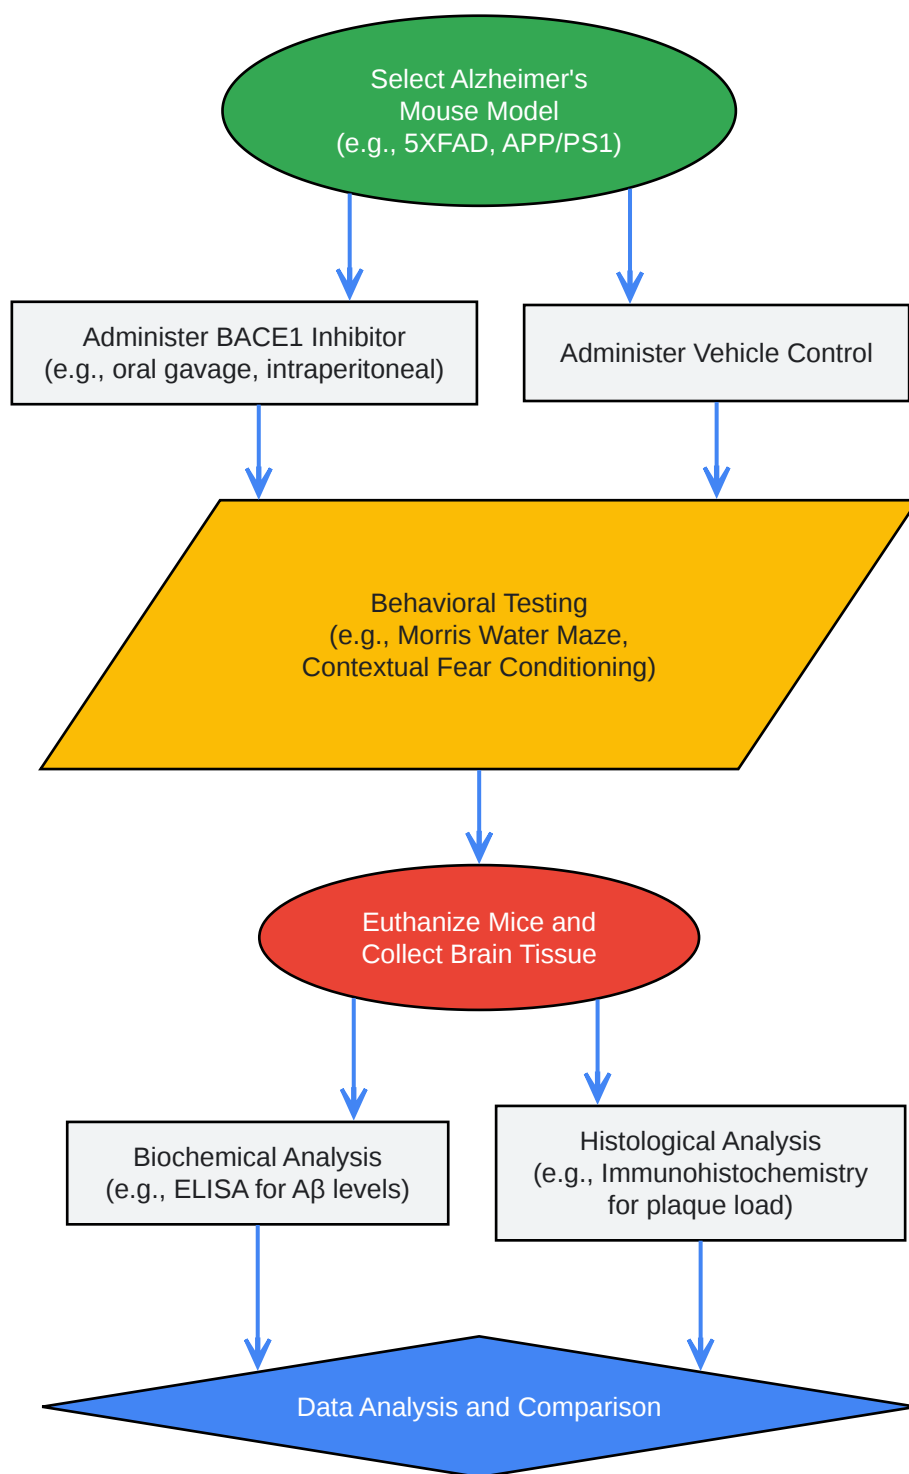 Select Alzheimer's
Mouse Model
(e.g., 5XFAD, APP/PS1)
Administer BACE1 Inhibitor
(e.g., oral gavage, intraperitoneal)
Administer Vehicle Control
Behavioral Testing
(e.g., Morris Water Maze,
Contextual Fear Conditioning)
Euthanize Mice and
Collect Brain Tissue
Biochemical Analysis
(e.g., ELISA for Aβ levels)
Histological Analysis
(e.g., Immunohistochemistry
for plaque load)
Data Analysis and Comparison